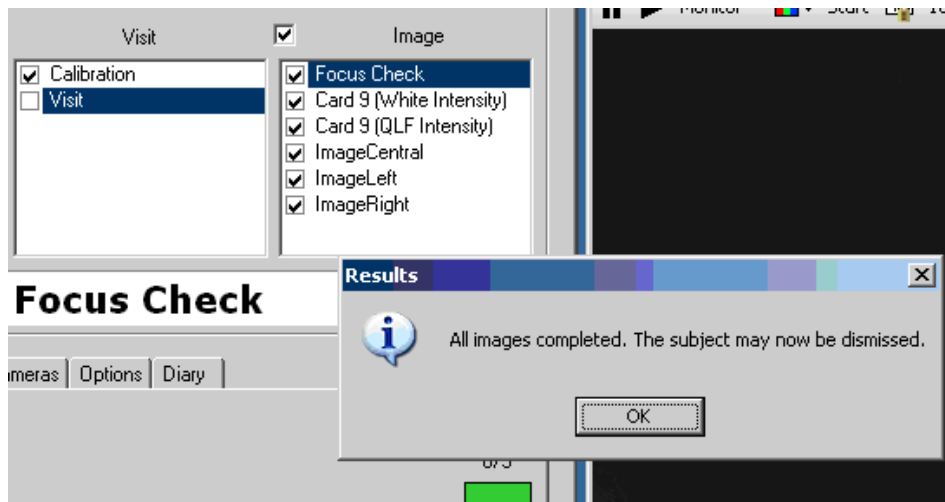 Monitor
Start
Visit
Image
Calibration
Visit
Focus Check
Card 9 (White Intensity)
Card 9 (QLF Intensity)
ImageCentral
ImageLeft
ImageRight
Results
Focus Check
All images completed. The subject may now be dismissed.
ameras Options Diary
OK